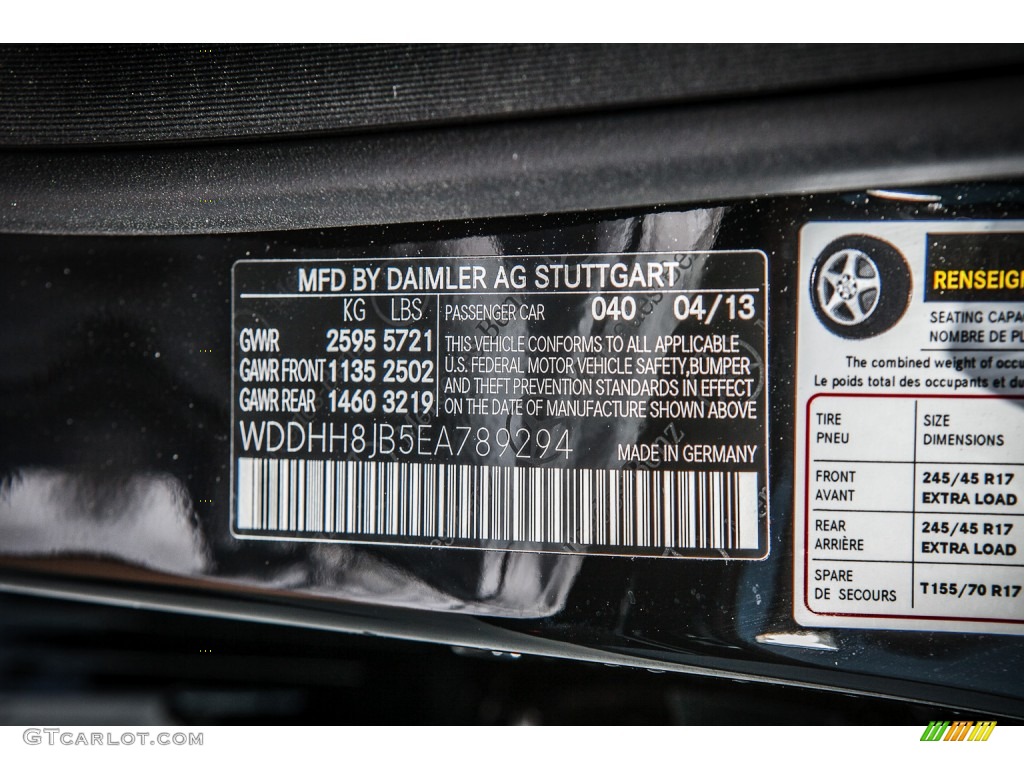 MFD BY DAIMLER AG STUTTGART
KG LBS. PASSENGER CAR 040 04/13
GVWR 2595 5721
GAWR FRONT 1135 2502
GAWR REAR 1460 3219
THIS VEHICLE CONFORMS TO ALL APPLICABLE
U.S. FEDERAL MOTOR VEHICLE SAFETY,BUMPER
AND THEFT PREVENTION STANDARDS IN EFFECT
ON THE DATE OF MANUFACTURE SHOWN ABOVE
WDDHH8JB5EA789294 MADE IN GERMANY
RENSEIG
SEATING CAPA
NOMBRE DE PL
The combined weight of occu
Le poids total des occupants et du
TIRE SIZE
PNEU DIMENSIONS
FRONT 245/45 R17
AVANT EXTRA LOAD
REAR 245/45 R17
ARRIÈRE EXTRA LOAD
SPARE T155/70 R17
DE SECOURS
GTCARLOT.COM